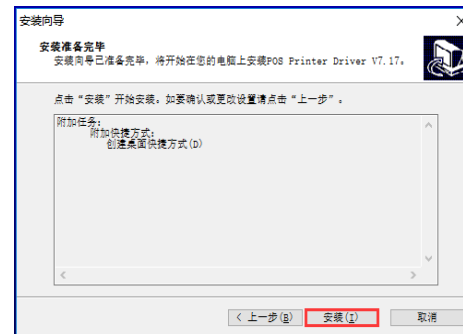 安装向导
安装准备完毕
安装向导已准备完毕，将开始在您的电脑上安装POS Printer Driver V7.17。
点击“安装”开始安装。如要确认或更改设置请点击“上一步”。
附加任务:
附加快捷方式:
创建桌面快捷方式(D)
< 上一步(B)
安装(I)
取消